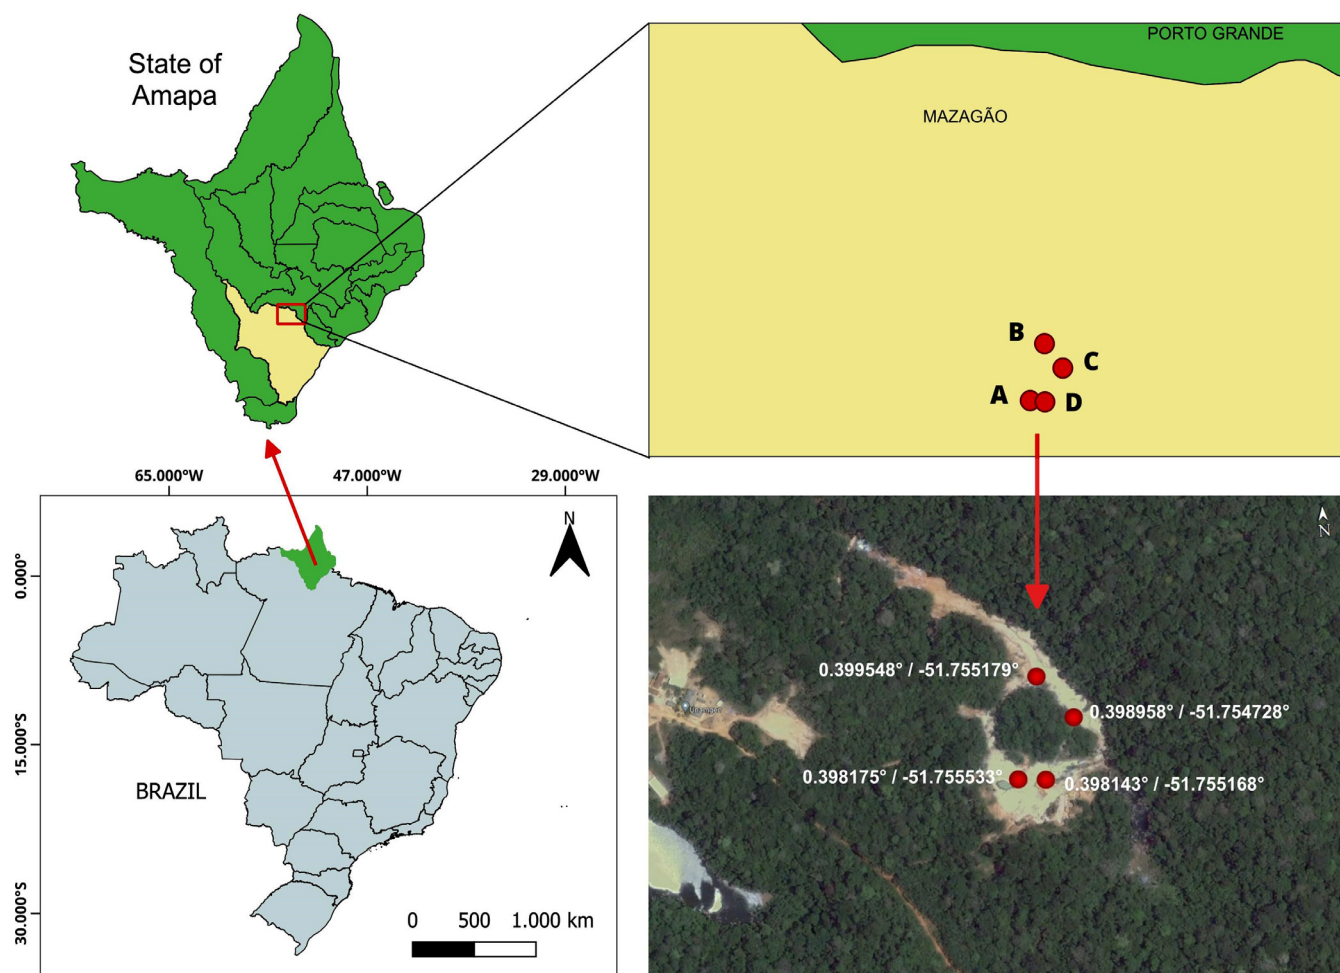 State of
Amapa
PORTO GRANDE
MAZAGÃO
B
C
A
D
65.000°W
47.000°W
29.000°W
N
0.000°
15.000°S
30.000°S
BRAZIL
0 500 1.000 km
N
0.399548° / -51.755179°
0.398958° / -51.754728°
0.398175° / -51.755533°
0.398143° / -51.755168°